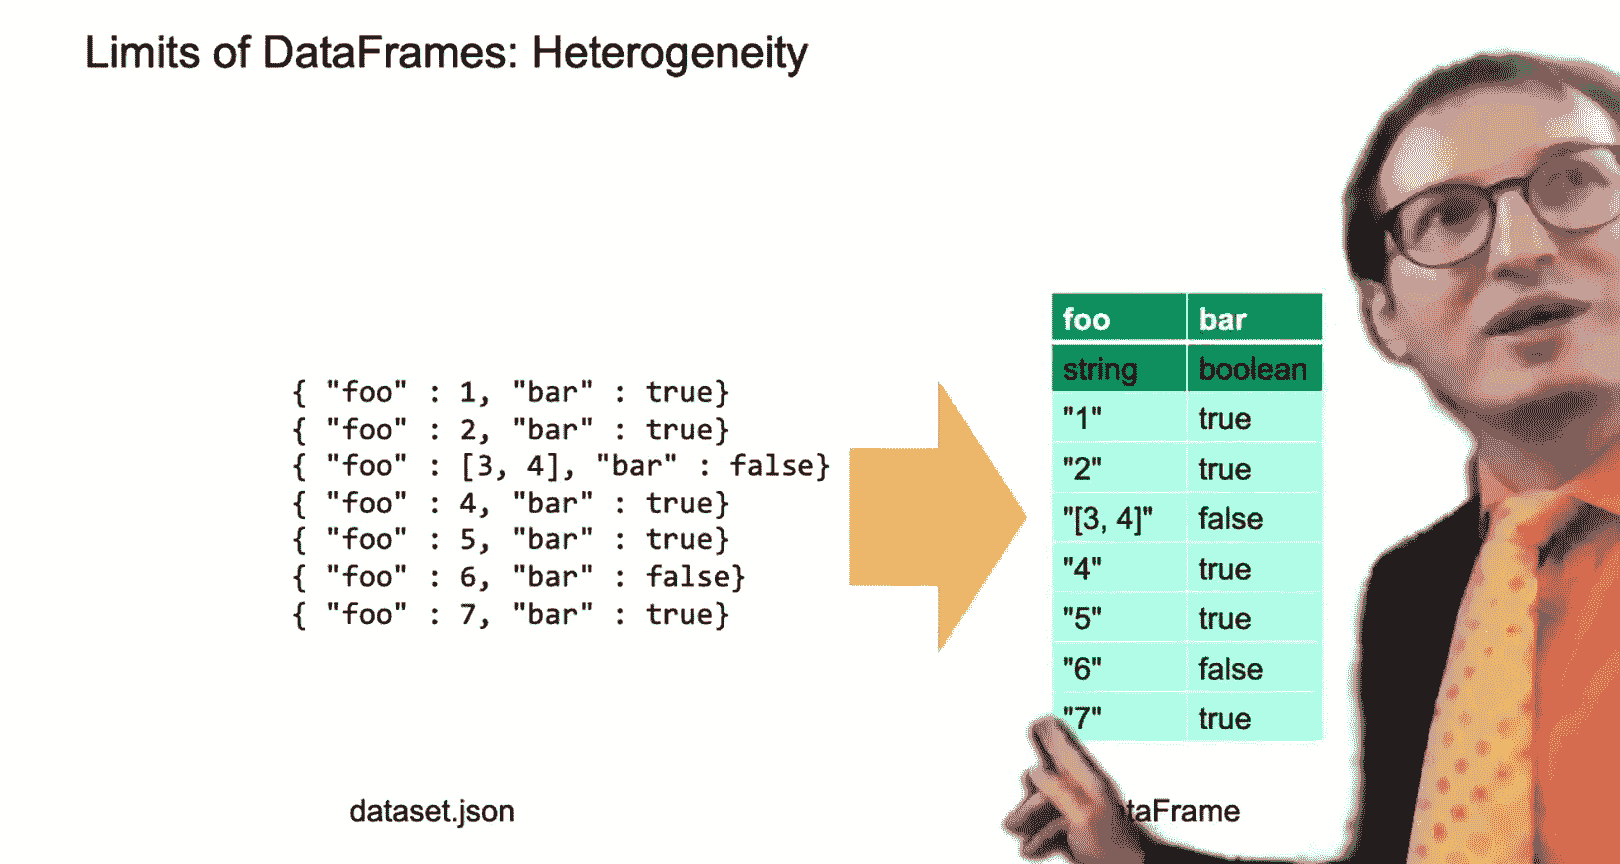 Limits of DataFrames: Heterogeneity
{ "foo" : 1, "bar" : true}
{ "foo" : 2, "bar" : true}
{ "foo" : [3, 4], "bar" : false}
{ "foo" : 4, "bar" : true}
{ "foo" : 5, "bar" : true}
{ "foo" : 6, "bar" : false}
{ "foo" : 7, "bar" : true}
dataset.json
foo bar
string boolean
"1" true
"2" true
"[3, 4]" false
"4" true
"5" true
"6" false
"7" true
taFrame